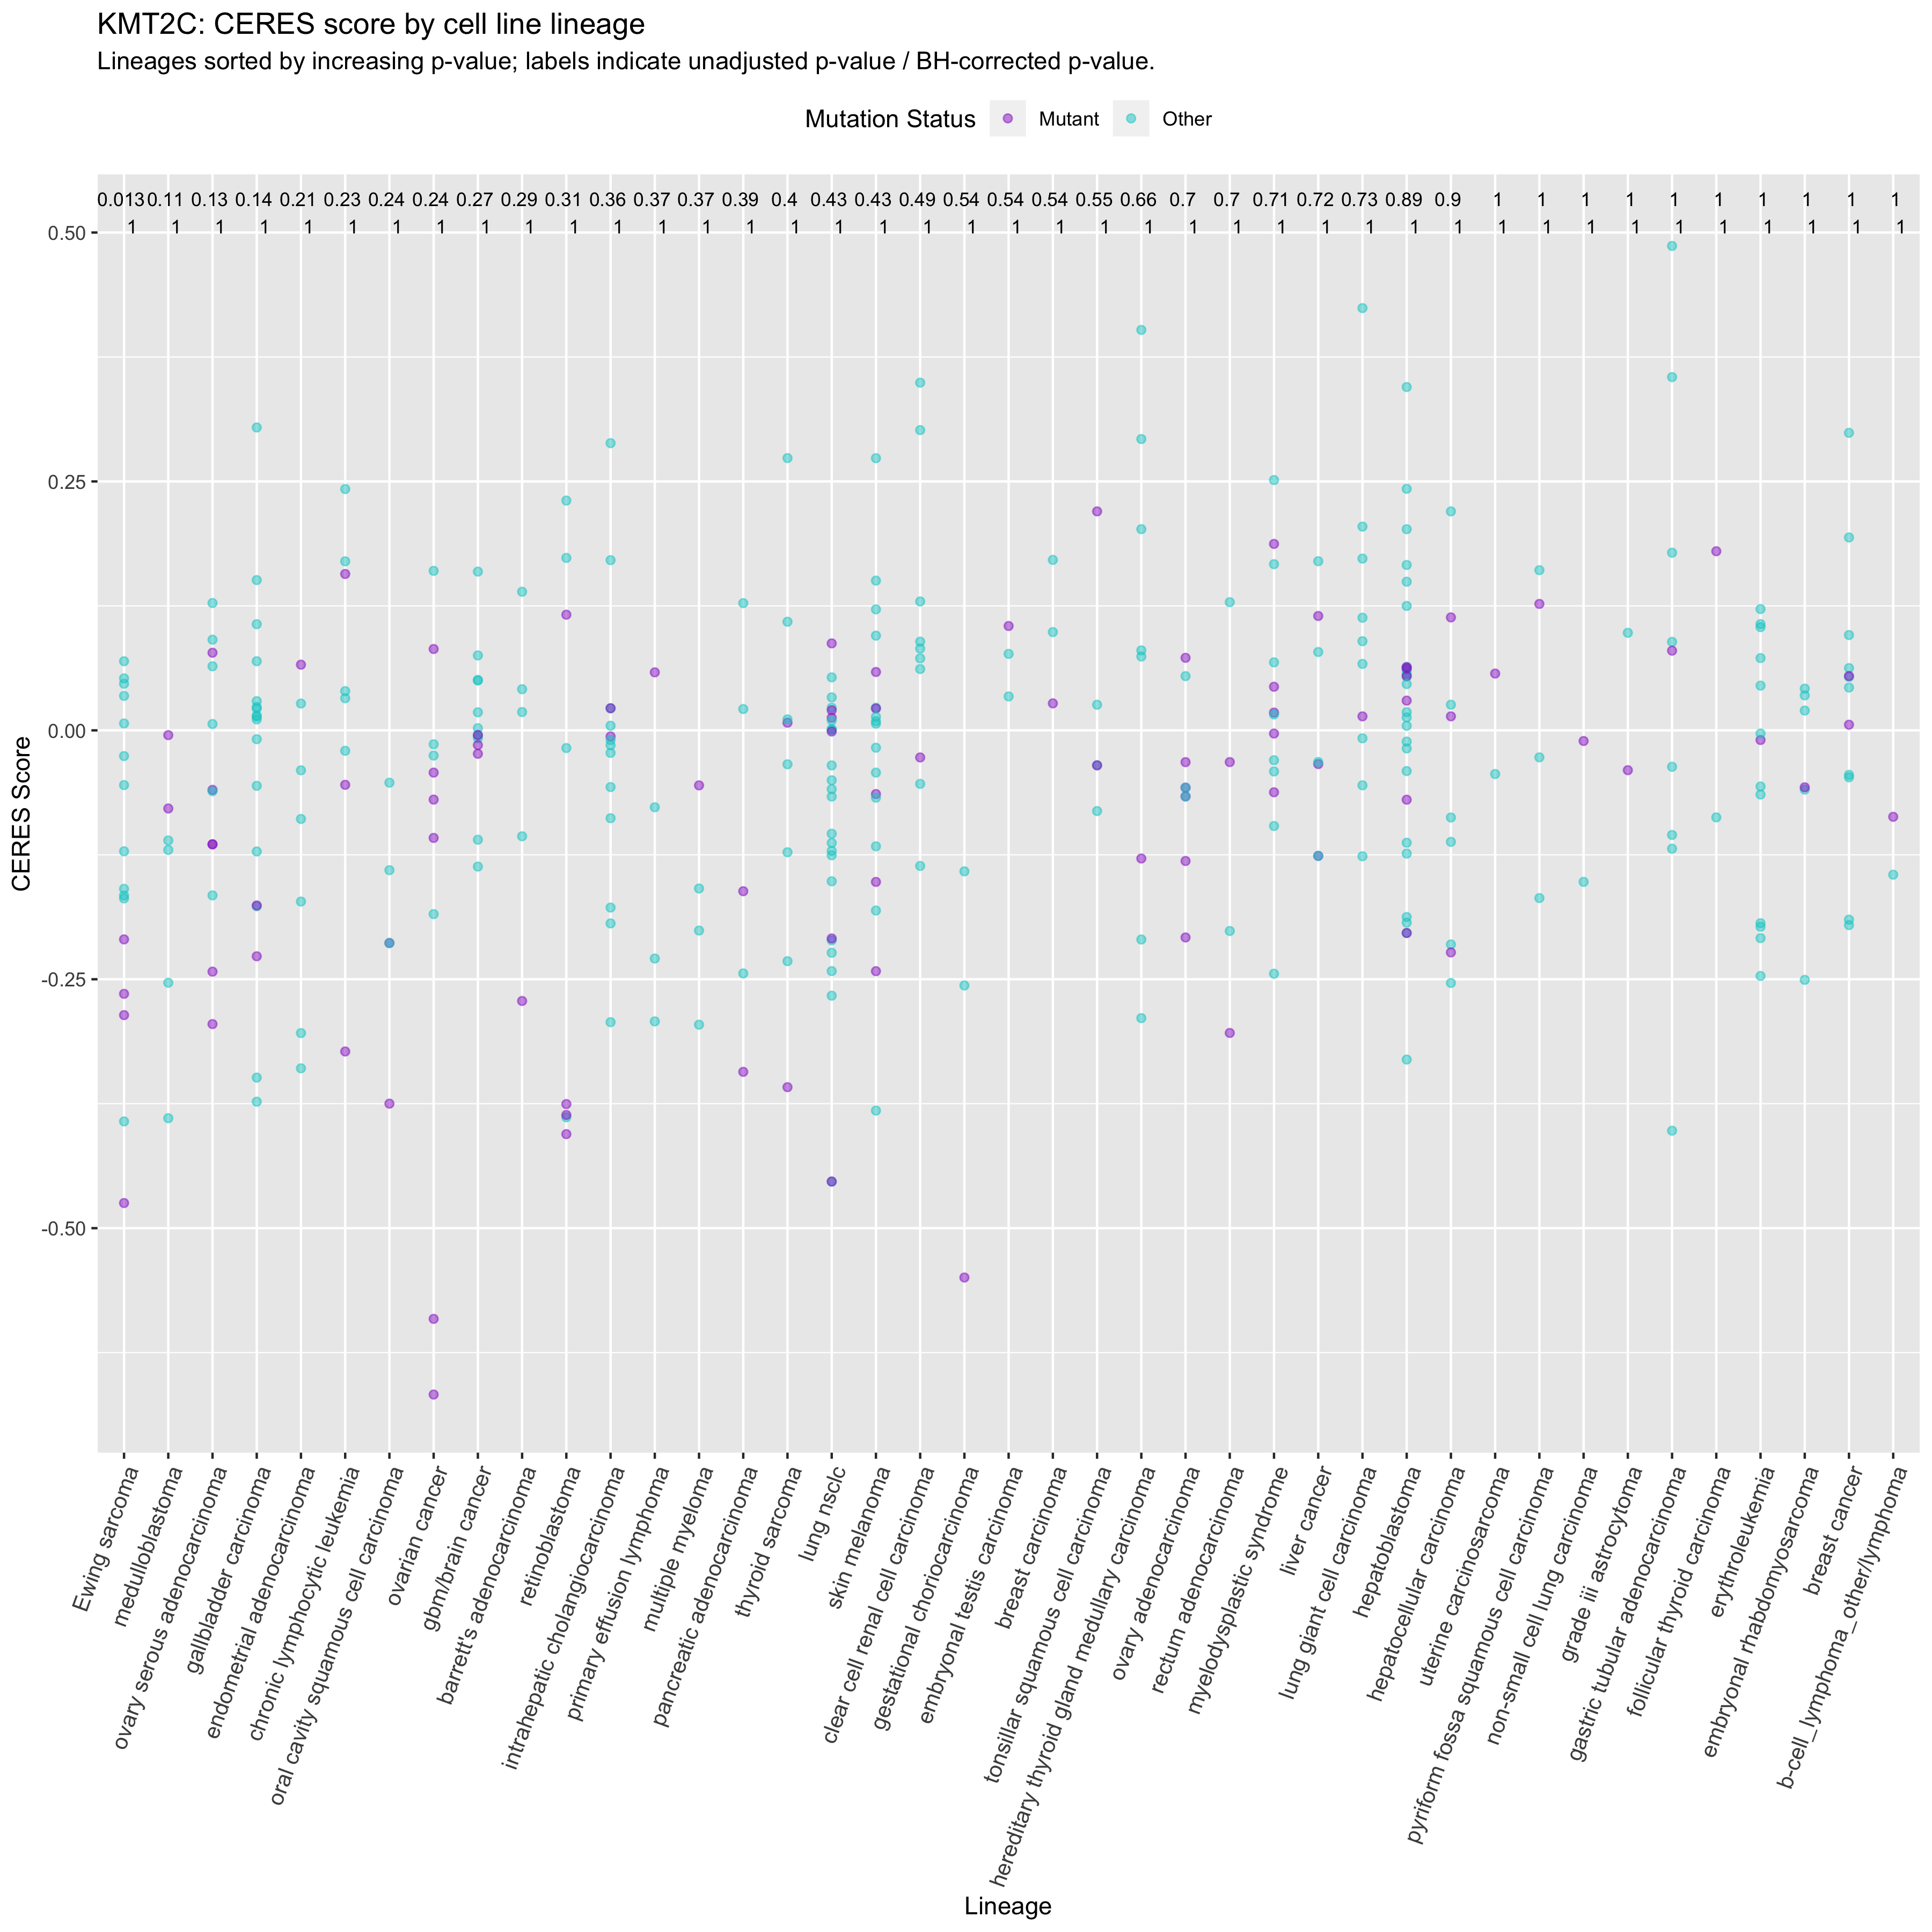 KMT2C: CERES score by cell line lineage
Lineages sorted by increasing p-value; labels indicate unadjusted p-value / BH-corrected p-value.
Mutation Status Mutant Other
0.013 0.11 0.13 0.14 0.21 0.23 0.24 0.24 0.27 0.29 0.31 0.36 0.37 0.37 0.39 0.4 0.43 0.43 0.49 0.54 0.54 0.54 0.55 0.66 0.7 0.7 0.71 0.72 0.73 0.89 0.9 1 1 1 1 1 1 1 1 1 1
1 1 1 1 1 1 1 1 1 1 1 1 1 1 1 1 1 1 1 1 1 1 1 1 1 1 1 1 1 1 1 1 1 1 1 1 1 1 1 1 1
0.50
0.25
0.00
-0.25
-0.50
CERES Score
Ewing sarcoma
medulloblastoma
ovary serous adenocarcinoma
gallbladder carcinoma
endometrial adenocarcinoma
chronic lymphocytic leukemia
oral cavity squamous cell carcinoma
ovarian cancer
gbm/brain cancer
barrett's adenocarcinoma
retinoblastoma
intrahepatic cholangiocarcinoma
primary effusion lymphoma
multiple myeloma
pancreatic adenocarcinoma
thyroid sarcoma
lung nsclc
skin melanoma
clear cell renal cell carcinoma
gestational choriocarcinoma
embryonal testis carcinoma
breast carcinoma
tonsillar squamous cell carcinoma
hereditary thyroid gland medullary carcinoma
ovary adenocarcinoma
rectum adenocarcinoma
myelodysplastic syndrome
liver cancer
lung giant cell carcinoma
hepatoblastoma
hepatocellular carcinoma
uterine carcinosarcoma
pyriform fossa squamous cell carcinoma
non-small cell lung carcinoma
grade iii astrocytoma
gastric tubular adenocarcinoma
follicular thyroid carcinoma
erythroleukemia
embryonal rhabdomyosarcoma
breast cancer
b-cell_lymphoma_other/lymphoma
Lineage